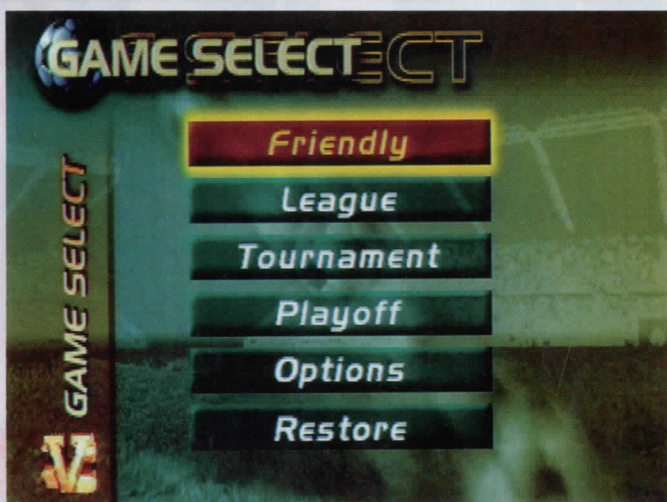 GAME SELECT
Friendly
League
Tournament
Playoff
Options
Restore
GAME SELECT
V